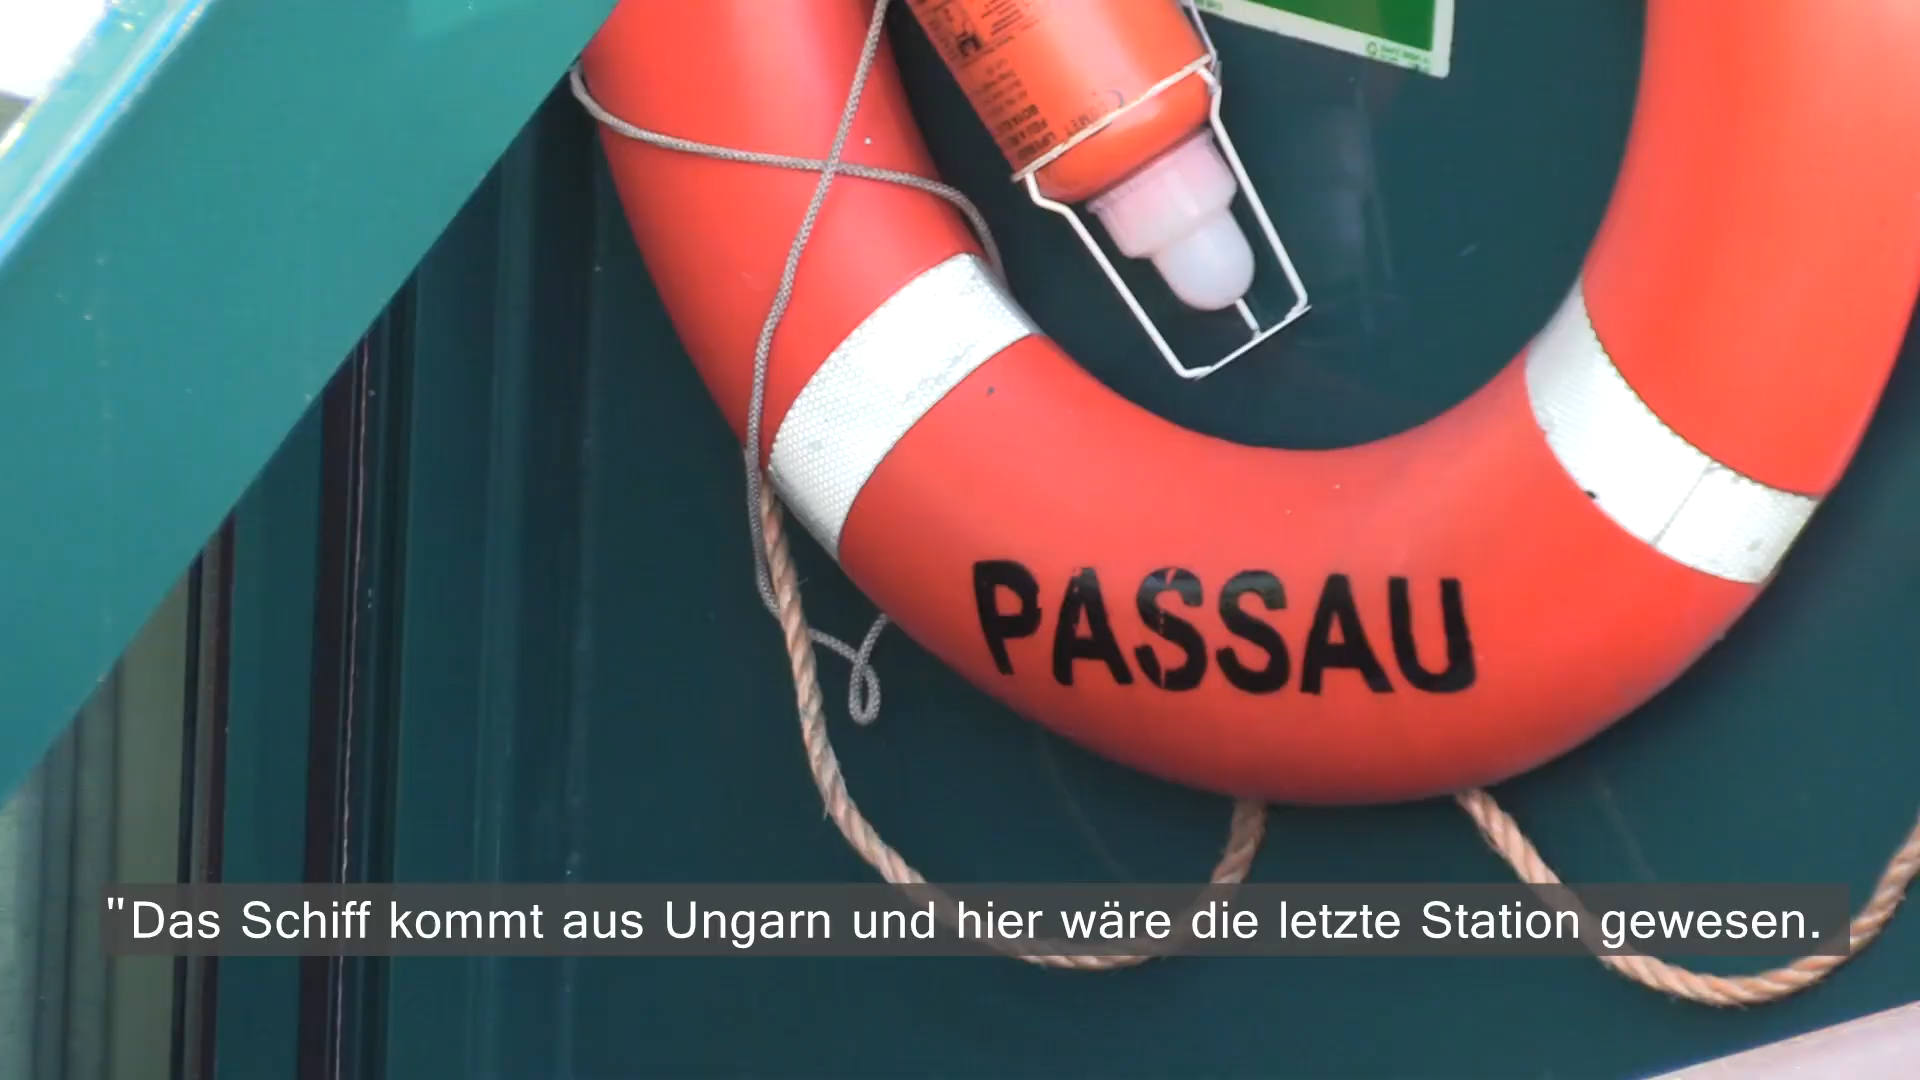 PASSAU
"Das Schiff kommt aus Ungarn und hier wäre die letzte Station gewesen.